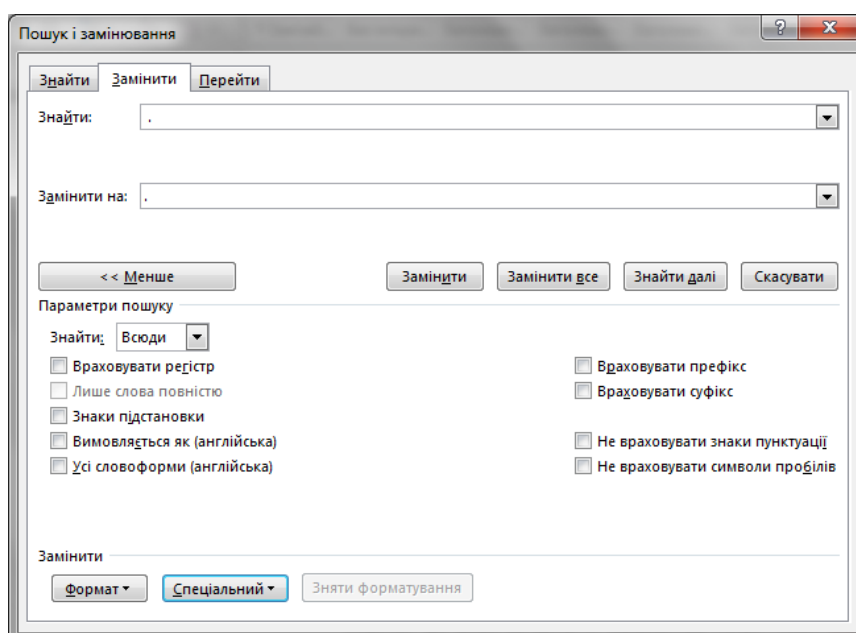 Пошук і замінювання
Знайти Замінити Перейти
Знайти: .
Замінити на: .
<< Менше Замінити Замінити все Знайти далі Скасувати
Параметри пошуку
Знайти: Всюди
Враховувати регістр Враховувати префікс
Лише слова повністю Враховувати суфікс
Знаки підстановки
Вимовляється як (англійська) Не враховувати знаки пунктуації
Усі словоформи (англійська) Не враховувати символи пробілів
Замінити
Формат Спеціальний Зняти форматування